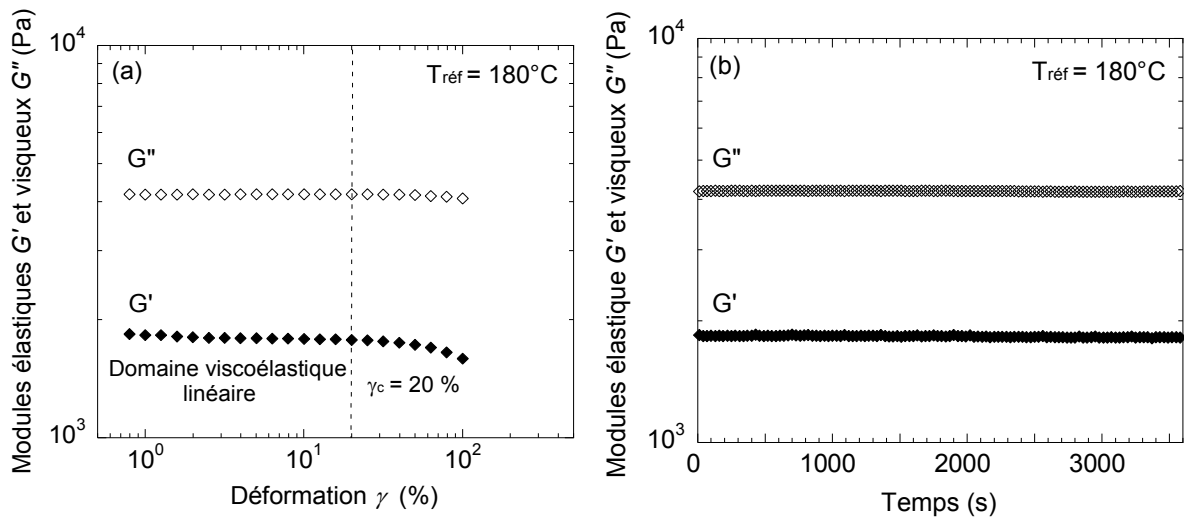 Modules élastiques G' et visqueux G" (Pa)
10⁴
10³
(a)
Tréf = 180°C
G"
G'
Domaine viscoélastique
linéaire
γc = 20 %
10⁰
10¹
10²
Déformation γ (%)
Modules élastique G' et visqueux G" (Pa)
10⁴
10³
(b)
Tréf = 180°C
G"
G'
0
1000
2000
3000
Temps (s)